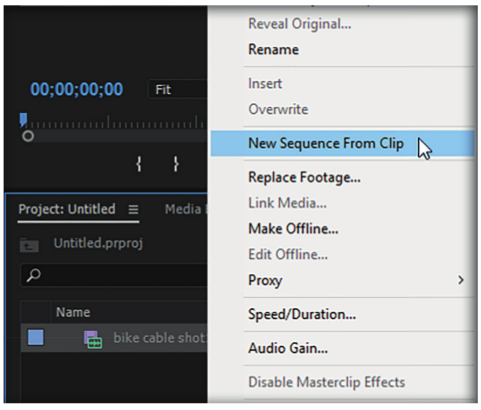 Reveal Original...
Rename
Insert
Overwrite
New Sequence From Clip
Replace Footage...
Link Media...
Make Offline...
Edit Offline...
Proxy
Speed/Duration...
Audio Gain...
Disable Masterclip Effects
00;00;00;00
Fit
Project: Untitled
Media
Untitled.prproj
Name
bike cable shot